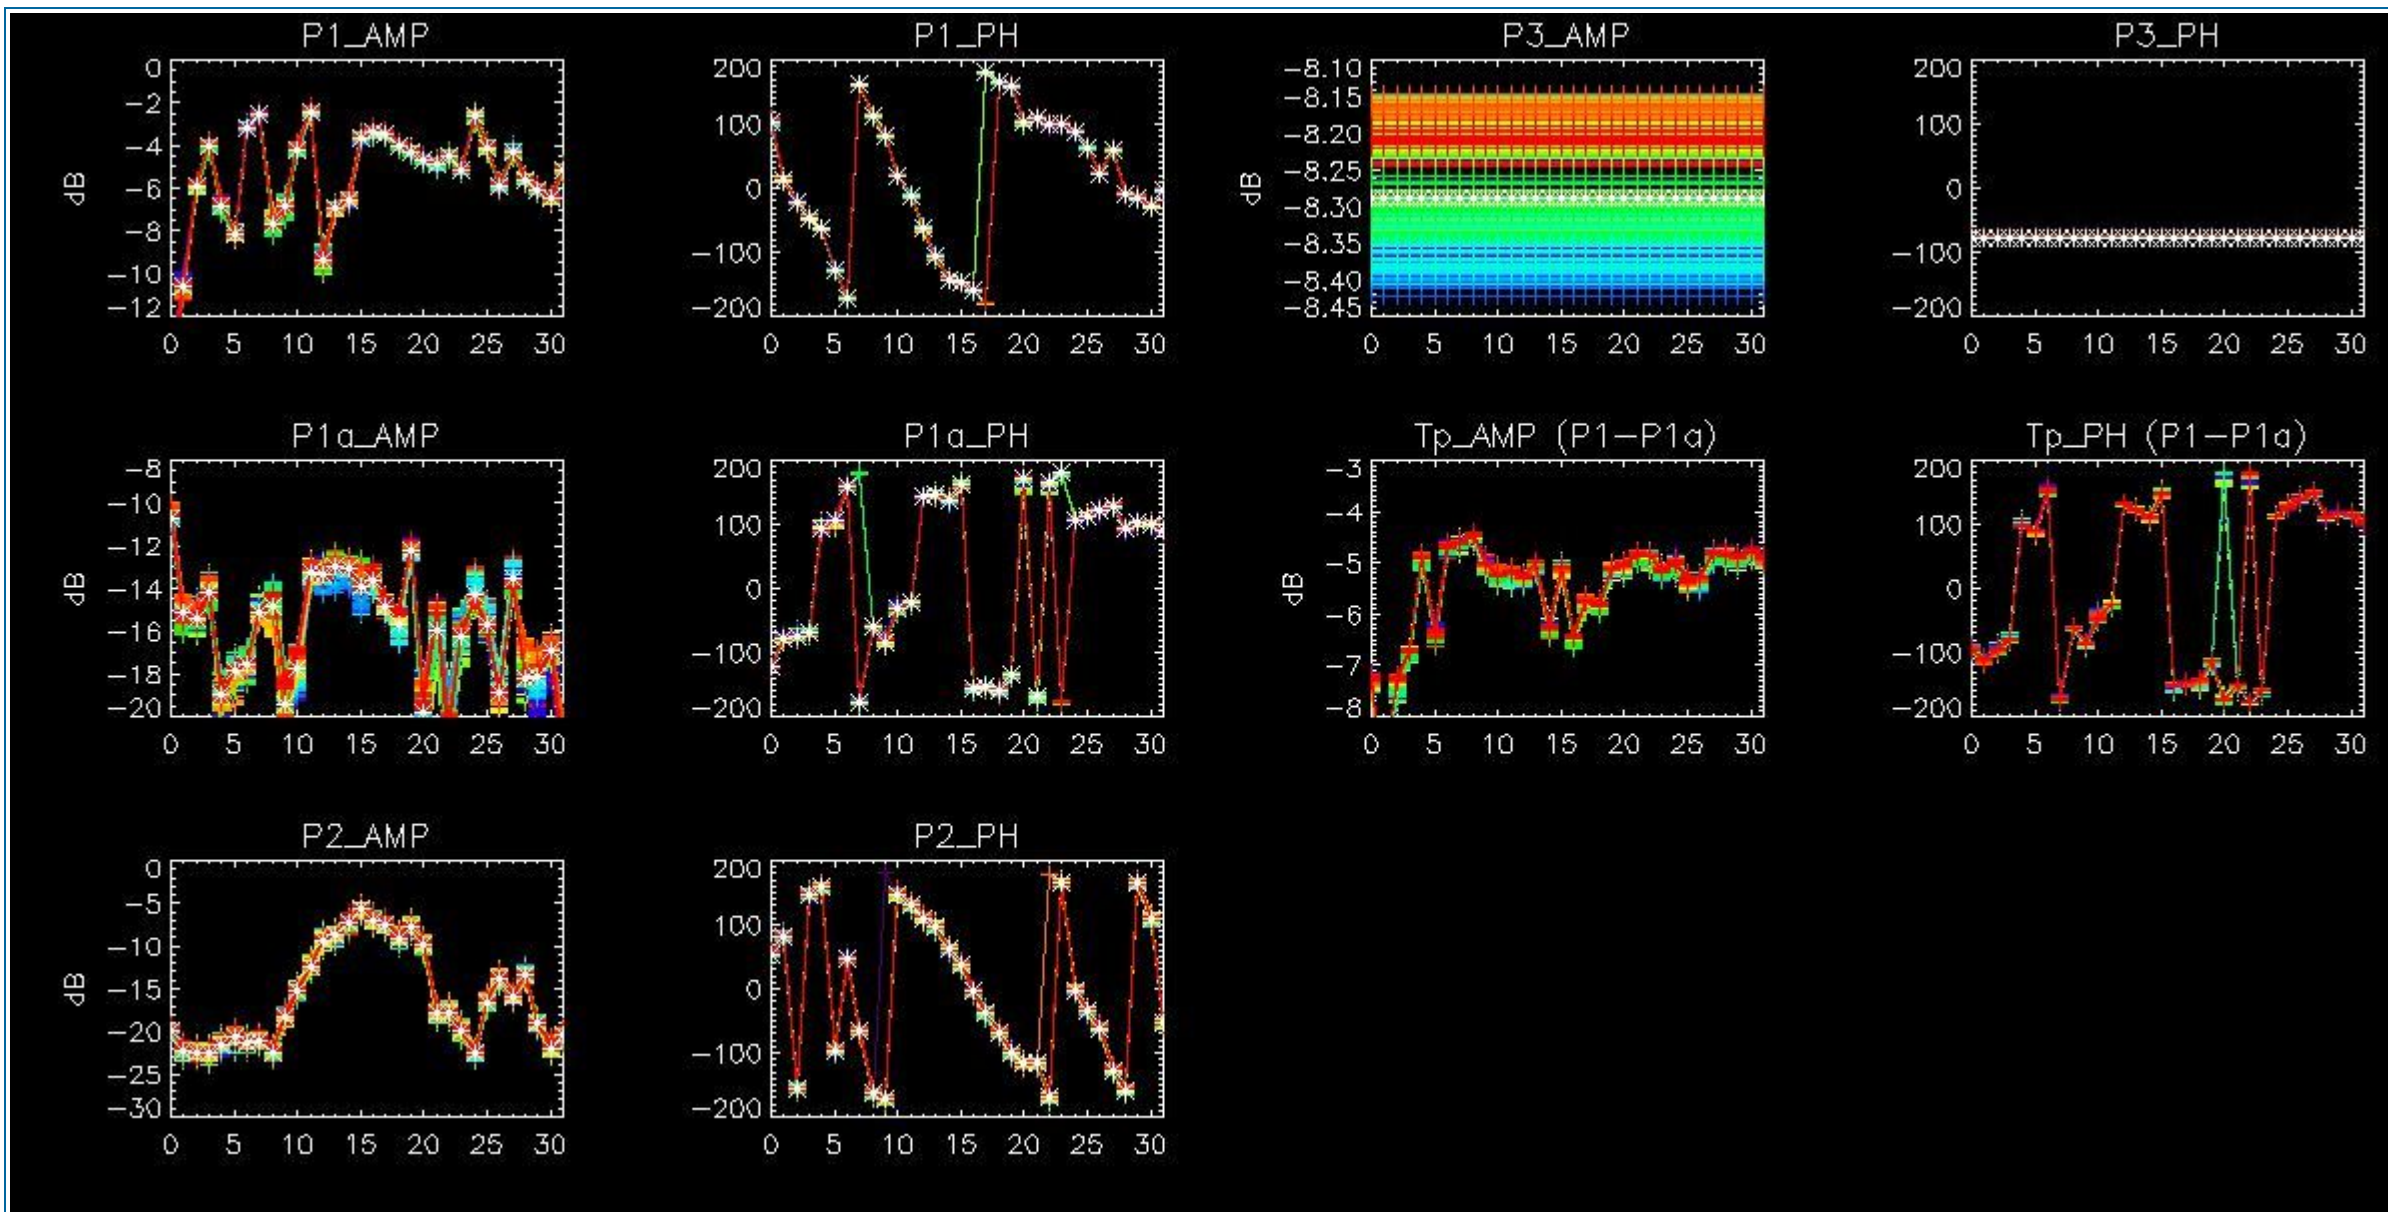 P1_AMP P1_PH P3_AMP P3_PH
0 200 -8.10 200
-2 -8.15
100 100
-4 -8.20
dB -6 0 dB -8.25 0
-8.30
-8 -8.35
-100 -100
-10 -8.40
-12 -200 -8.45 -200
0 5 10 15 20 25 30 0 5 10 15 20 25 30 0 5 10 15 20 25 30 0 5 10 15 20 25 30
P1a_AMP P1a_PH Tp_AMP (P1-P1a) Tp_PH (P1-P1a)
-8 200 -3 200
-10 100 -4 100
-12
dB -14 0 dB -5 0
-16 -6
-18 -100 -7 -100
-20 -200 -8 -200
0 5 10 15 20 25 30 0 5 10 15 20 25 30 0 5 10 15 20 25 30 0 5 10 15 20 25 30
P2_AMP P2_PH
0 200
-5 100
-10
dB -15 0
-20
-25 -100
-30 -200
0 5 10 15 20 25 30 0 5 10 15 20 25 30